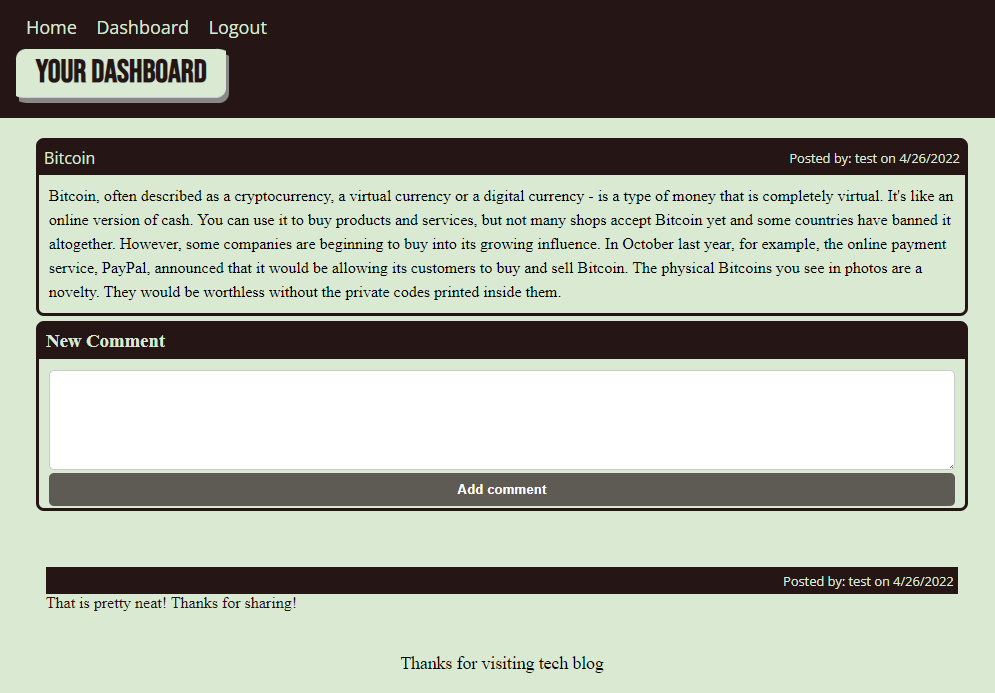 Home Dashboard Logout
YOUR DASHBOARD
Bitcoin Posted by: test on 4/26/2022
Bitcoin, often described as a cryptocurrency, a virtual currency or a digital currency - is a type of money that is completely virtual. It's like an
online version of cash. You can use it to buy products and services, but not many shops accept Bitcoin yet and some countries have banned it
altogether. However, some companies are beginning to buy into its growing influence. In October last year, for example, the online payment
service, PayPal, announced that it would be allowing its customers to buy and sell Bitcoin. The physical Bitcoins you see in photos are a
novelty. They would be worthless without the private codes printed inside them.
New Comment
Add comment
Posted by: test on 4/26/2022
That is pretty neat! Thanks for sharing!
Thanks for visiting tech blog